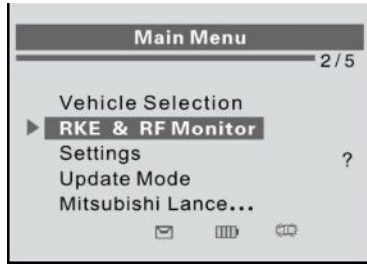 Main Menu
2/5
Vehicle Selection
RKE & RF Monitor
Settings
?
Update Mode
Mitsubishi Lance...